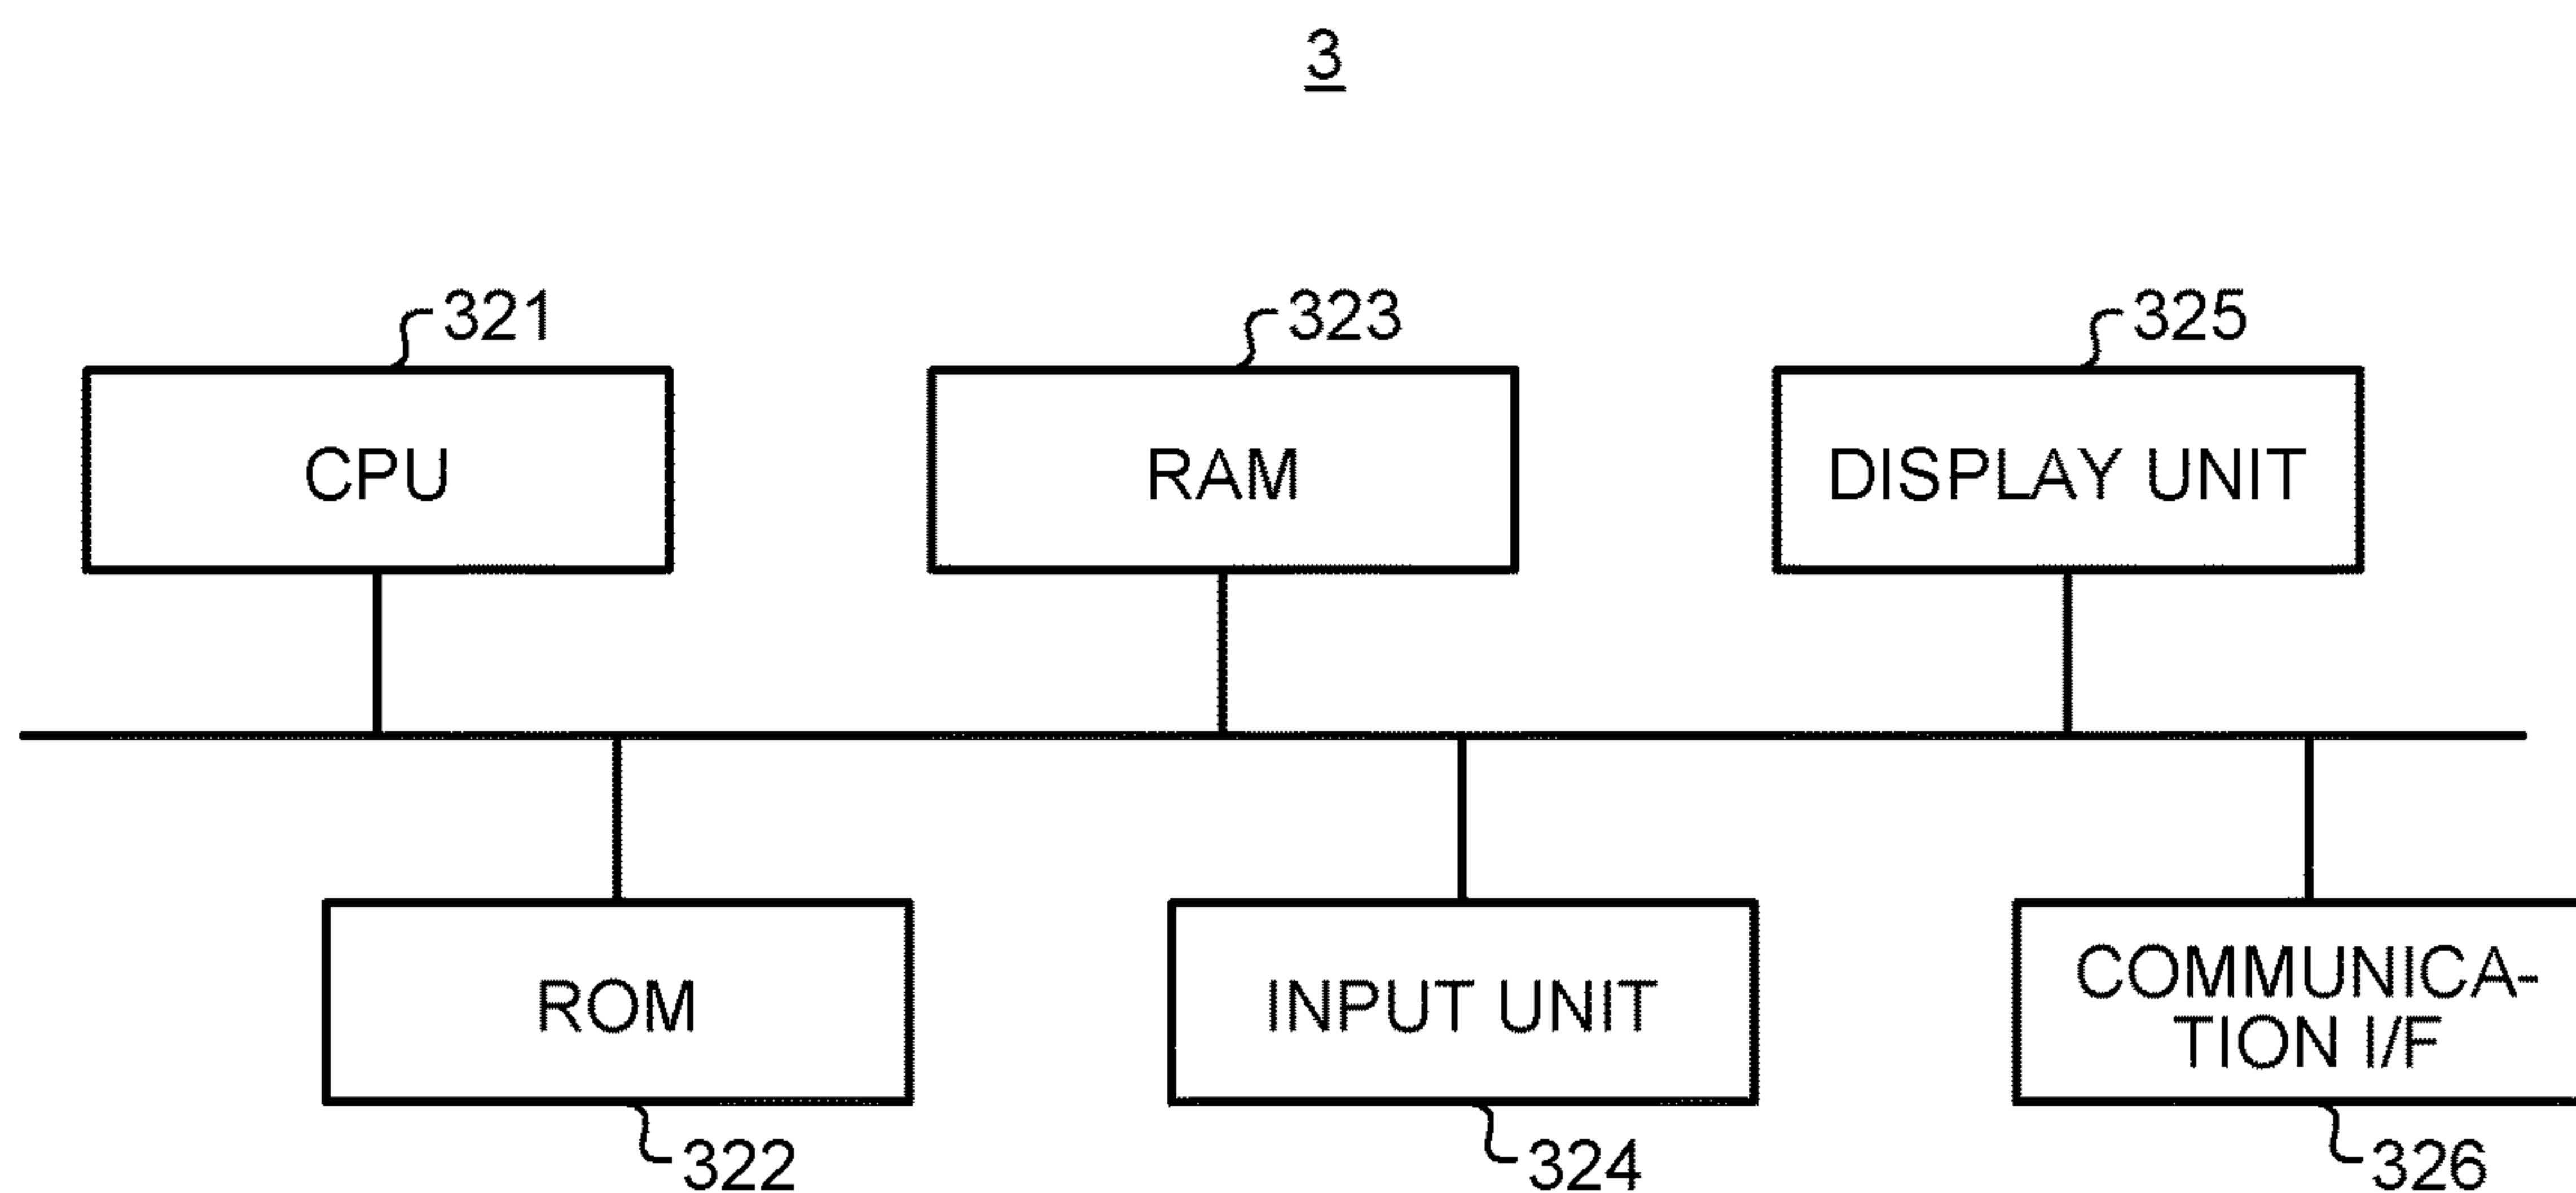 3
321
323
325
CPU
RAM
DISPLAY UNIT
ROM
INPUT UNIT
COMMUNICA-
TION I/F
322
324
326